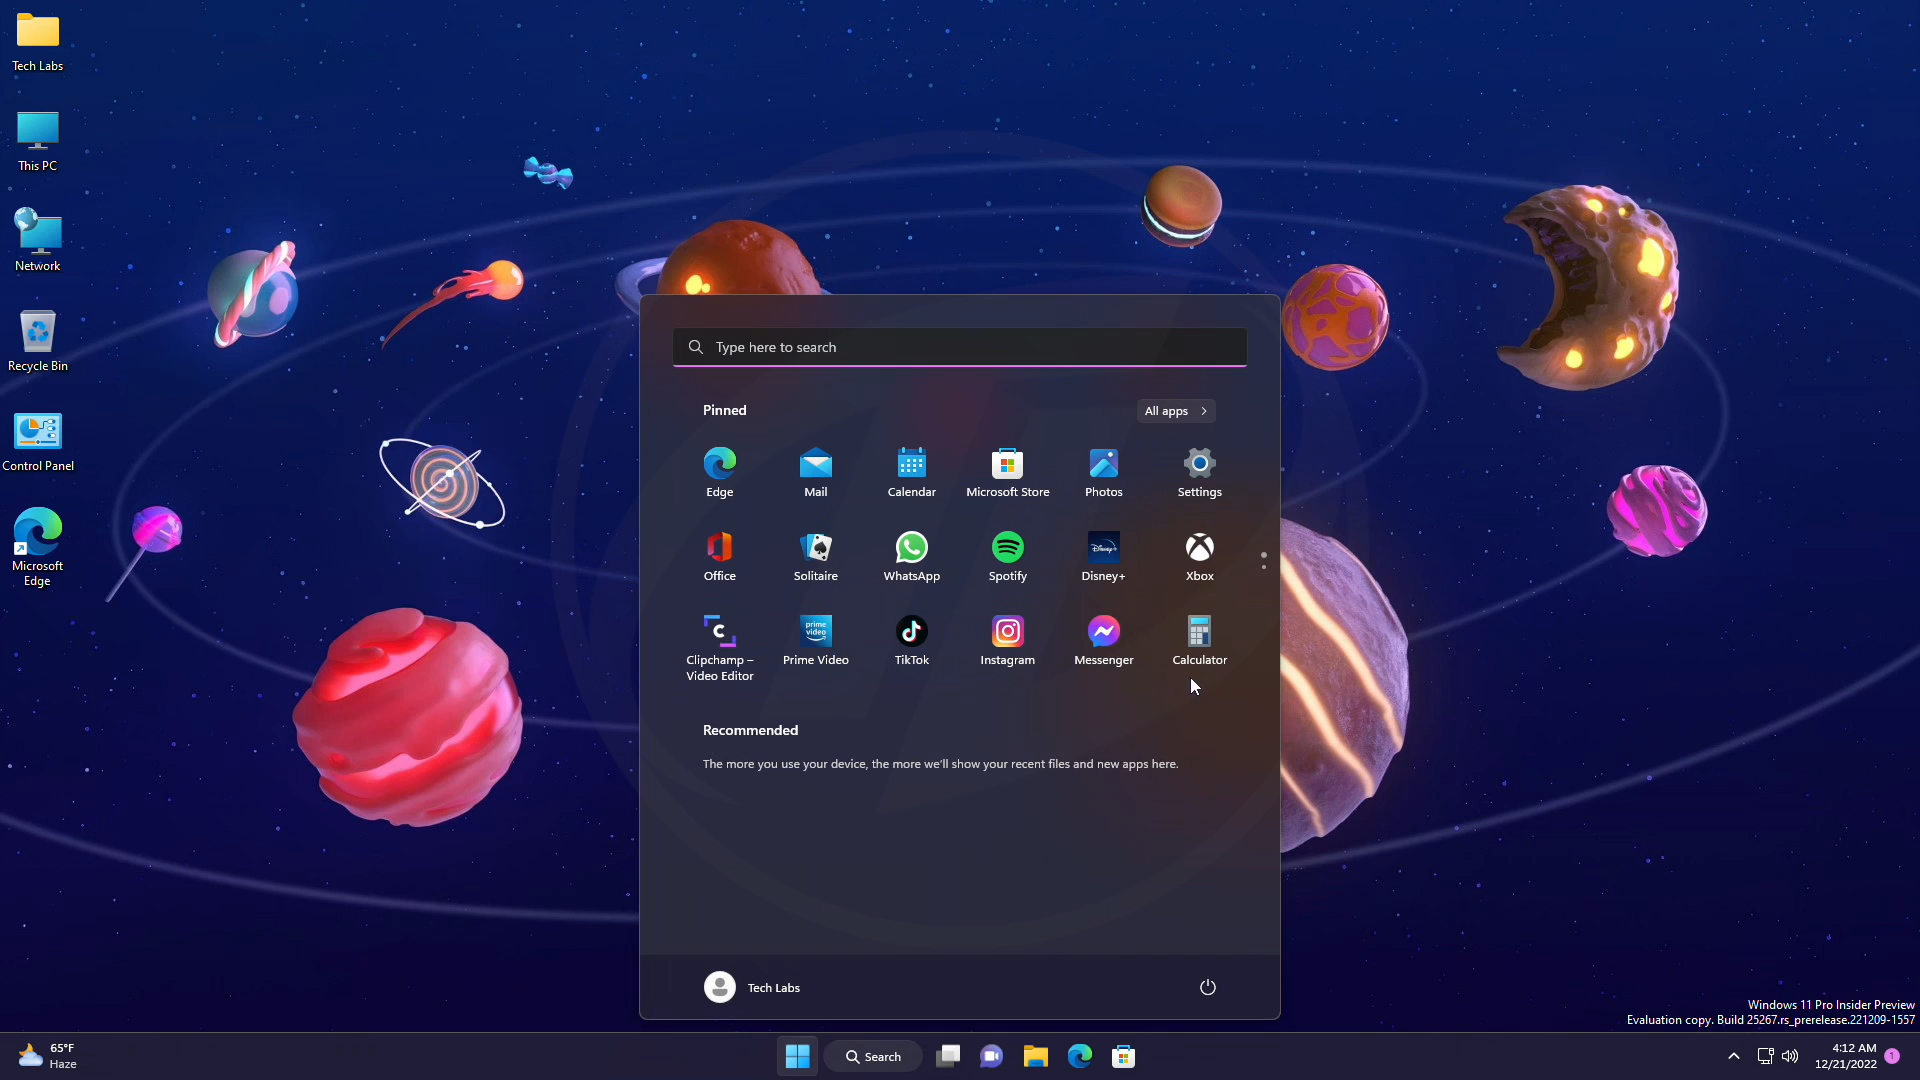 Tech Labs
This PC
Network
Recycle Bin
Control Panel
Microsoft
Edge
Type here to search
Pinned
All apps
Edge
Mail
Calendar
Microsoft Store
Photos
Settings
Office
Solitaire
WhatsApp
Spotify
Disney+
Disney+
Xbox
prime
video
Clipchamp –
Video Editor
Prime Video
TikTok
Instagram
Messenger
Calculator
Recommended
The more you use your device, the more we'll show your recent files and new apps here.
Tech Labs
Windows 11 Pro Insider Preview
Evaluation copy. Build 25267.rs_prerelease.221209-1557
65°F
Haze
Search
4:12 AM
12/21/2022
1